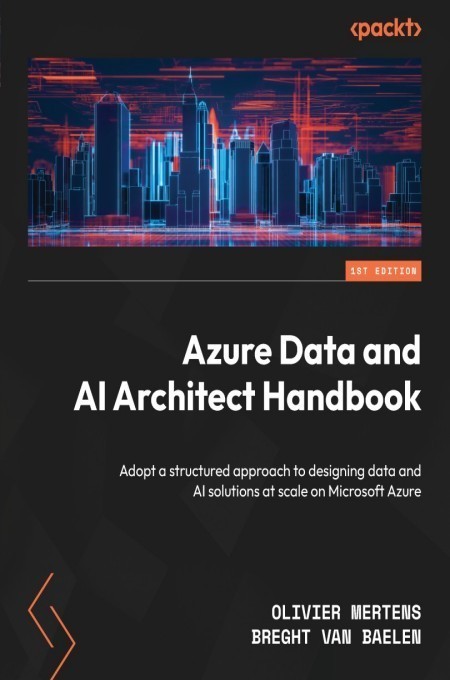 <packt>
1ST EDITION
Azure Data and
AI Architect Handbook
Adopt a structured approach to designing data and
AI solutions at scale on Microsoft Azure
OLIVIER MERTENS
BREGHT VAN BAELEN